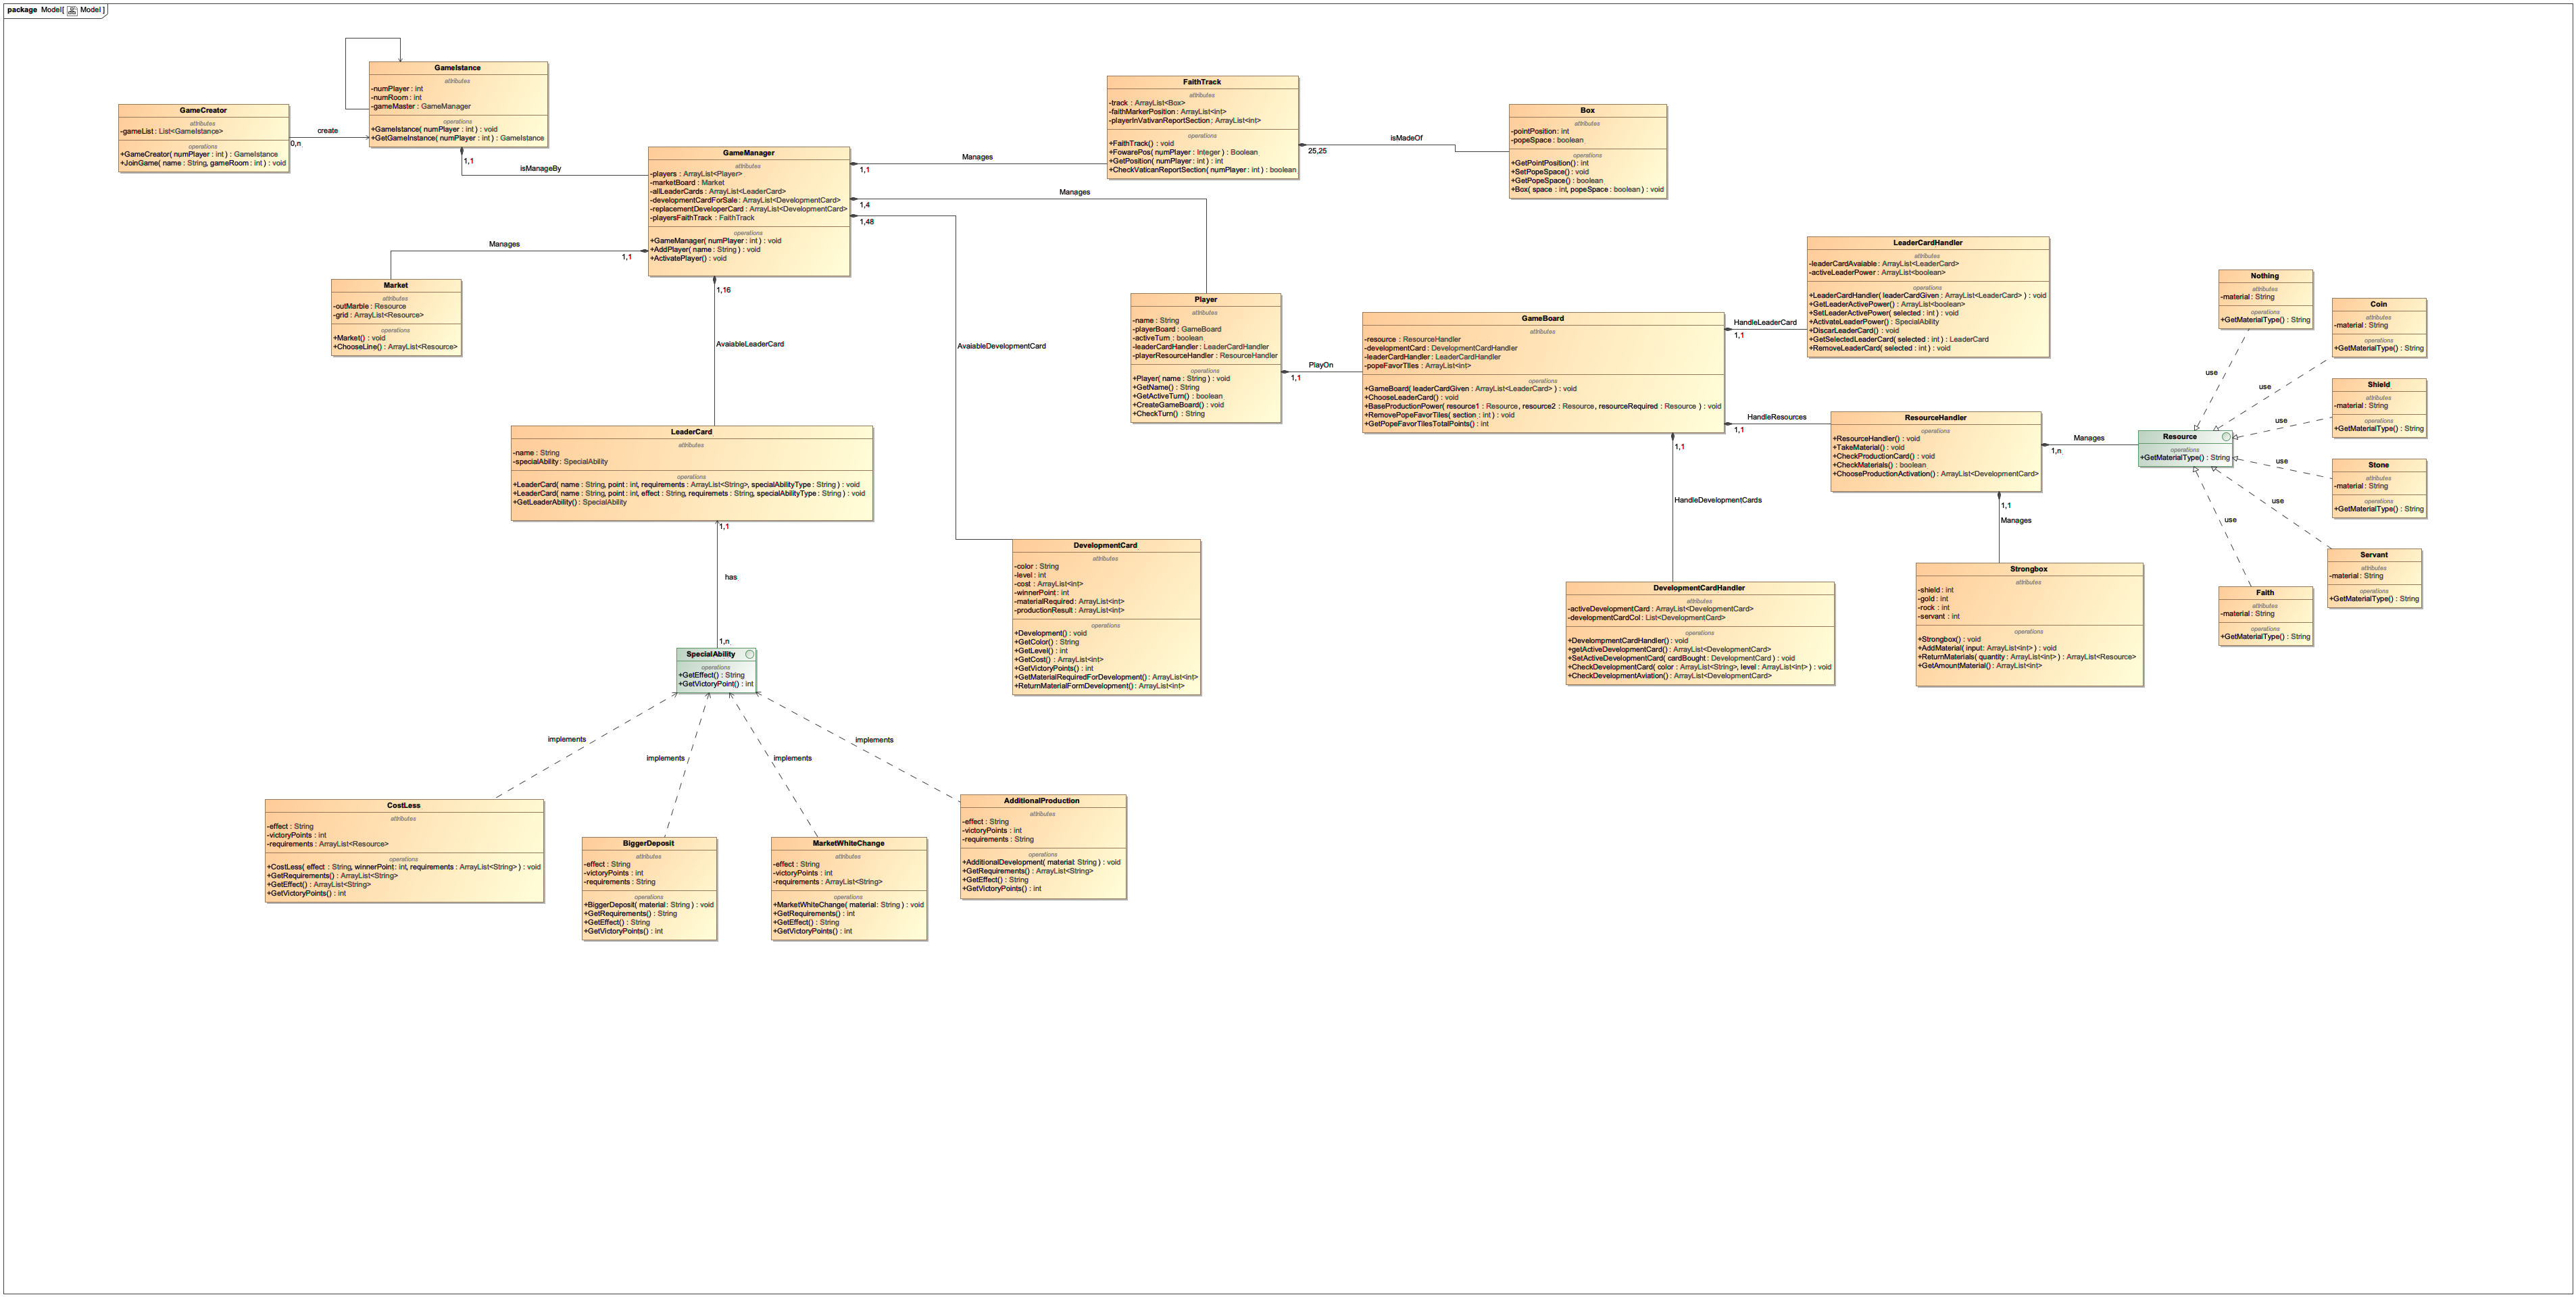 package Model[ Model ]
GameIstance
attributes
-numPlayer : int
-numRoom : int
-gameMaster : GameManager
operations
+GameIstance( numPlayer : int ) : void
+GetGameInstance( numPlayer : int ) : GameIstance
GameCreator
attributes
-gameList : List<GameIstance>
operations
+GameCreator( numPlayer : int ) : GameIstance
+JoinGame( name : String, gameRoom : int ) : void
create
0,n
1,1
isManageBy
GameManager
attributes
-players : ArrayList<Player>
-marketBoard : Market
-allLeaderCards : ArrayList<LeaderCard>
-developmentCardForSale : ArrayList<DevelopmentCard>
-replacementDeveloperCard : ArrayList<DevelopmentCard>
-playersFaithTrack : FaithTrack
operations
+GameManager( numPlayer : int ) : void
+AddPlayer( name : String ) : void
+ActivatePlayer() : void
Manages
1,1
FaithTrack
attributes
-track : ArrayList<Box>
-faithMarkerPosition : ArrayList<int>
-playerInVativanReportSection : ArrayList<int>
operations
+FaithTrack() : void
+FowarePos( numPlayer : Integer ) : Boolean
+GetPosition( numPlayer : int ) : int
+CheckVaticanReportSection( numPlayer : int ) : boolean
isMadeOf
25,25
Box
attributes
-pointPosition : int
-popeSpace : boolean
operations
+GetPointPosition() : int
+SetPopeSpace() : void
+GetPopeSpace() : boolean
+Box( space : int, popeSpace : boolean ) : void
Manages
1,4
1,48
Manages
1,1
Market
attributes
-outMarble : Resource
-grid : ArrayList<Resource>
operations
+Market() : void
+ChooseLine() : ArrayList<Resource>
1,16
AvaiableLeaderCard
AvaiableDevelopmentCard
Player
attributes
-name : String
-playerBoard : GameBoard
-activeTurn : boolean
-leaderCardHandler : LeaderCardHandler
-playerResourceHandler : ResourceHandler
operations
+Player( name : String ) : void
+GetName() : String
+GetActiveTurn() : boolean
+CreateGameBoard() : void
+CheckTurn() : String
PlayOn
1,1
GameBoard
attributes
-resource : ResourceHandler
-developmentCard : DevelopmentCardHandler
-leaderCardHandler : LeaderCardHandler
-popeFavorTiles : ArrayList<int>
operations
+GameBoard( leaderCardGiven : ArrayList<LeaderCard> ) : void
+ChooseLeaderCard() : void
+BaseProductionPower( resource1 : Resource, resource2 : Resource, resourceRequired : Resource ) : void
+RemovePopeFavorTiles( section : int ) : void
+GetPopeFavorTilesTotalPoints() : int
HandleLeaderCard
1,1
LeaderCardHandler
attributes
-leaderCardAvaiable : ArrayList<LeaderCard>
-activeLeaderPower : ArrayList<boolean>
operations
+LeaderCardHandler( leaderCardGiven : ArrayList<LeaderCard> ) : void
+GetLeaderActivePower() : ArrayList<boolean>
+SetLeaderActivePower( selected : int ) : void
+ActivateLeaderPower() : SpecialAbility
+DiscarLeaderCard() : void
+GetSelectedLeaderCard( selected : int ) : LeaderCard
+RemoveLeaderCard( selected : int ) : void
HandleResources
1,1
ResourceHandler
operations
+ResourceHandler() : void
+TakeMaterial() : void
+CheckProductionCard() : void
+CheckMaterials() : boolean
+ChooseProductionActivation() : ArrayList<DevelopmentCard>
Manages
1,n
Resource
operations
+GetMaterialType() : String
Nothing
attributes
-material : String
operations
+GetMaterialType() : String
use
Coin
attributes
-material : String
operations
+GetMaterialType() : String
use
Shield
attributes
-material : String
operations
+GetMaterialType() : String
use
Stone
attributes
-material : String
operations
+GetMaterialType() : String
use
Servant
attributes
-material : String
operations
+GetMaterialType() : String
use
Faith
attributes
-material : String
operations
+GetMaterialType() : String
use
1,1
Manages
Strongbox
attributes
-shield : int
-gold : int
-rock : int
-servant : int
operations
+Strongbox() : void
+AddMaterial( input : ArrayList<int> ) : void
+ReturnMaterials( quantity : ArrayList<int> ) : ArrayList<Resource>
+GetAmountMaterial() : ArrayList<int>
1,1
HandleDevelopmentCards
DevelopmentCardHandler
attributes
-activeDevelopmentCard : ArrayList<DevelopmentCard>
-developmentCardCol : List<DevelopmentCard>
operations
+DevelompmentCardHandler() : void
+getActiveDevelopmentCard() : ArrayList<DevelopmentCard>
+SetActiveDevelopmentCard( cardBought : DevelopmentCard ) : void
+CheckDevelopmentCard( color : ArrayList<String>, level : ArrayList<int> ) : void
+CheckDevelopmentAviation() : ArrayList<DevelopmentCard>
LeaderCard
attributes
-name : String
-specialAbility : SpecialAbility
operations
+LeaderCard( name : String, point : int, requirements : ArrayList<String>, specialAbilityType : String ) : void
+LeaderCard( name : String, point : int, effect : String, requiremets : String, specialAbilityType : String ) : void
+GetLeaderAbility() : SpecialAbility
1,1
has
1,n
DevelopmentCard
attributes
-color : String
-level : int
-cost : ArrayList<int>
-winnerPoint : int
-materialRequired : ArrayList<int>
-productionResult : ArrayList<int>
operations
+Development() : void
+GetColor() : String
+GetLevel() : int
+GetCost() : ArrayList<int>
+GetVictoryPoints() : int
+GetMaterialRequiredForDevelopment() : ArrayList<int>
+ReturnMaterialFormDevelopment() : ArrayList<int>
SpecialAbility
operations
+GetEffect() : String
+GetVictoryPoint() : int
implements
implements
implements
implements
CostLess
attributes
-effect : String
-victoryPoints : int
-requirements : ArrayList<Resource>
operations
+CostLess( effect : String, winnerPoint : int, requirements : ArrayList<String> ) : void
+GetRequirements() : ArrayList<String>
+GetEffect() : ArrayList<String>
+GetVictoryPoints() : int
BiggerDeposit
attributes
-effect : String
-victoryPoints : int
-requirements : String
operations
+BiggerDeposit( material : String ) : void
+GetRequirements() : String
+GetEffect() : String
+GetVictoryPoints() : int
MarketWhiteChange
attributes
-effect : String
-victoryPoints : int
-requirements : ArrayList<String>
operations
+MarketWhiteChange( material : String ) : void
+GetRequirements() : int
+GetEffect() : String
+GetVictoryPoints() : int
AdditionalProduction
attributes
-effect : String
-victoryPoints : int
-requirements : String
operations
+AdditionalDevelopment( material: String ) : void
+GetRequirements() : ArrayList<String>
+GetEffect() : String
+GetVictoryPoints() : int